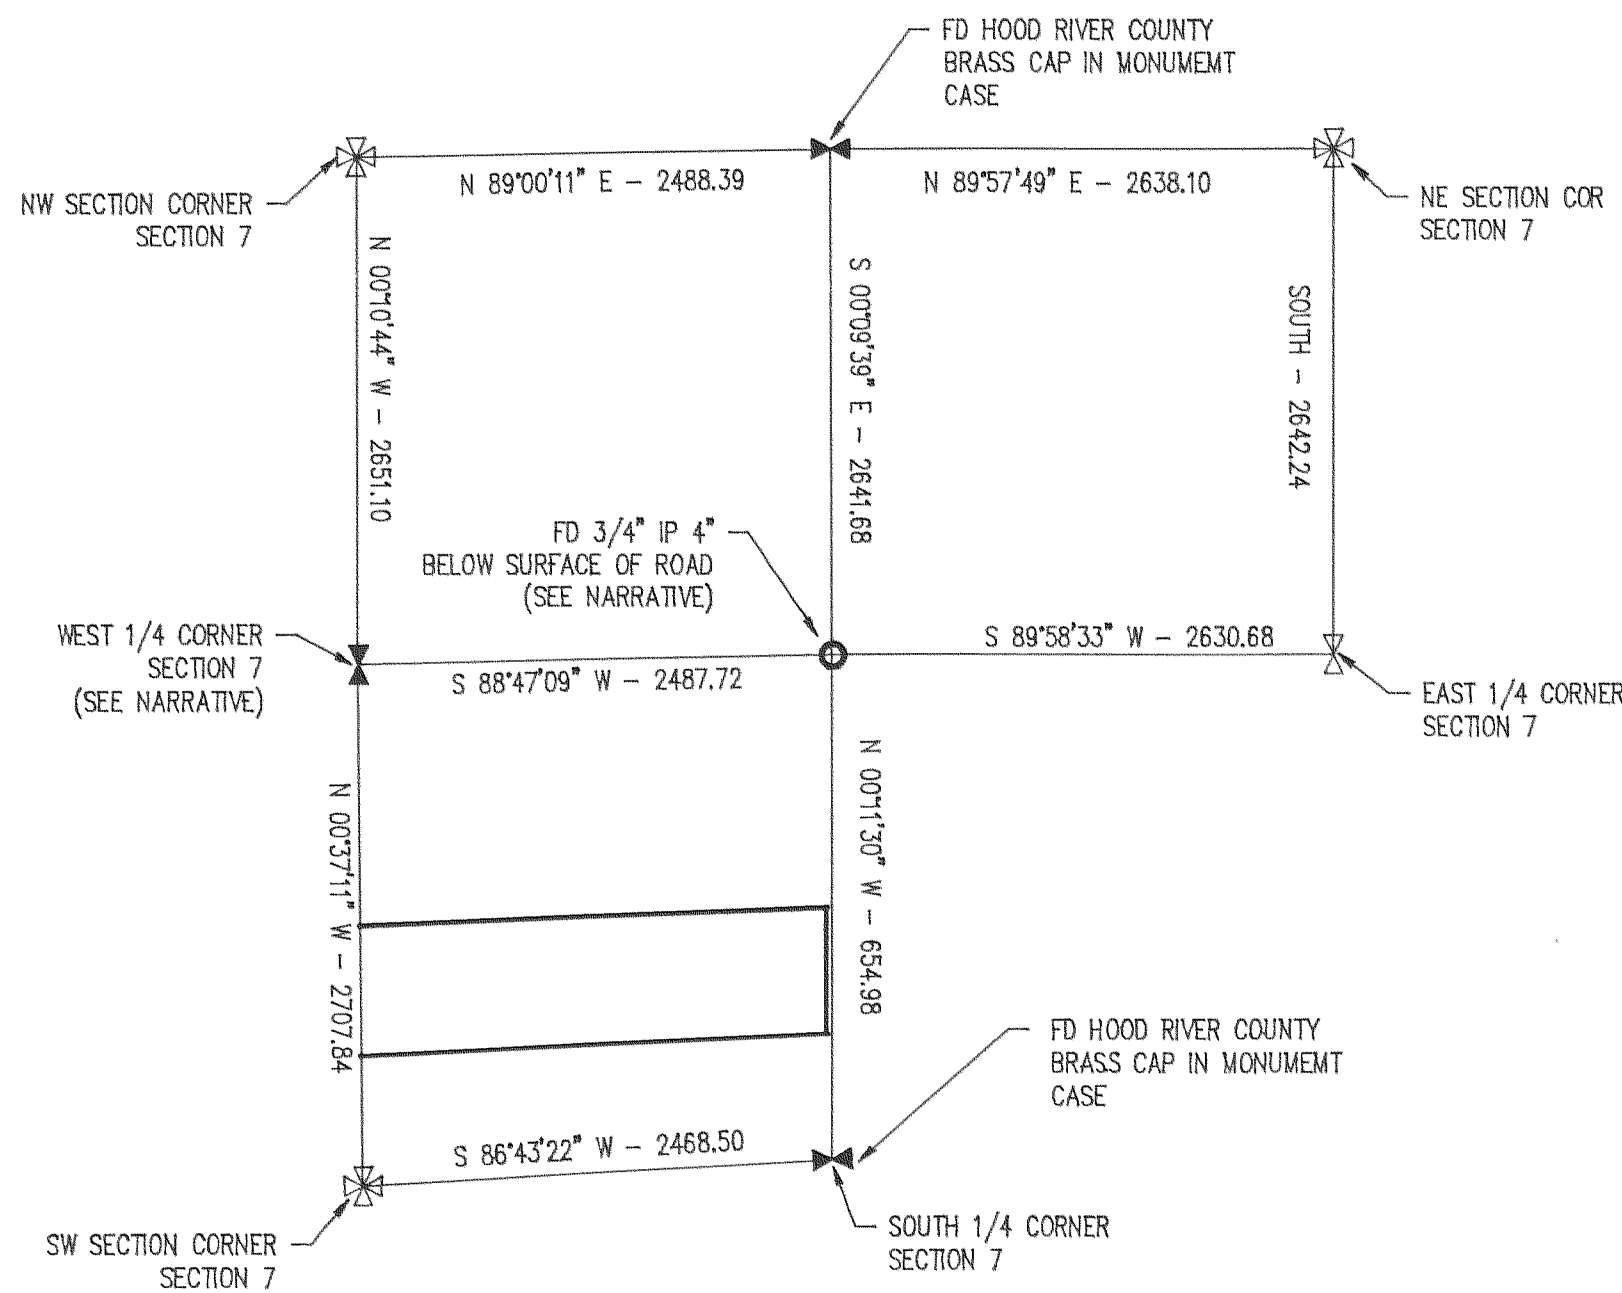 FD HOOD RIVER COUNTY
BRASS CAP IN MONUMEMT
CASE
N 89°00'11" E – 2488.39
N 89°57'49" E – 2638.10
NW SECTION CORNER
SECTION 7
NE SECTION COR
SECTION 7
N 00°10'44" W – 2651.10
S 00°09'39" E – 2641.68
SOUTH – 2642.24
FD 3/4" IP 4"
BELOW SURFACE OF ROAD
(SEE NARRATIVE)
WEST 1/4 CORNER
SECTION 7
(SEE NARRATIVE)
S 88°47'09" W – 2487.72
S 89°58'33" W – 2630.68
EAST 1/4 CORNER
SECTION 7
N 00°37'11" W – 2707.84
N 00°11'30" W – 654.98
FD HOOD RIVER COUNTY
BRASS CAP IN MONUMEMT
CASE
S 86°43'22" W – 2468.50
SW SECTION CORNER
SECTION 7
SOUTH 1/4 CORNER
SECTION 7